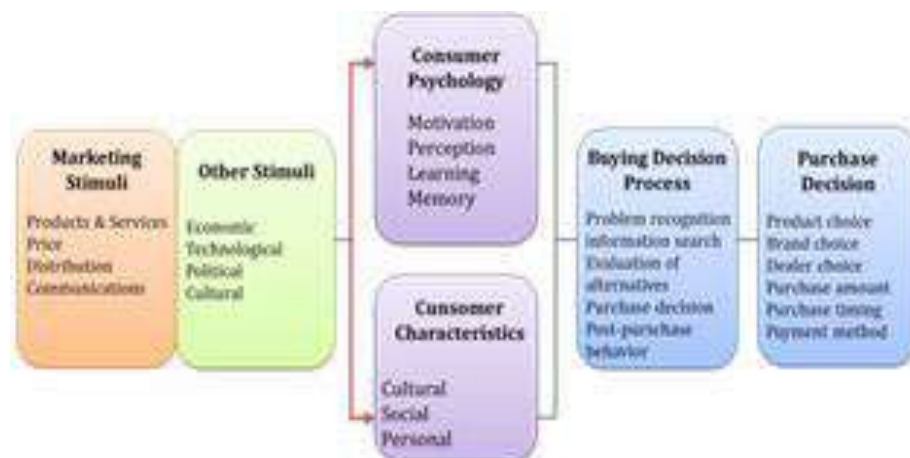 Marketing
Stimuli
Products & Services
Price
Distribution
Communications
Other Stimuli
Economic
Technological
Political
Cultural
Consumer
Psychology
Motivation
Perception
Learning
Memory
Cunsomer
Characteristics
Cultural
Social
Personal
Buying Decision
Process
Problem recognition
information search
Evaluation of
alternatives
Purchase decision
Post-purschase
behavior
Purchase
Decision
Product choice
Brand choice
Dealer choice
Purchase amount
Purchase timing
Payment method